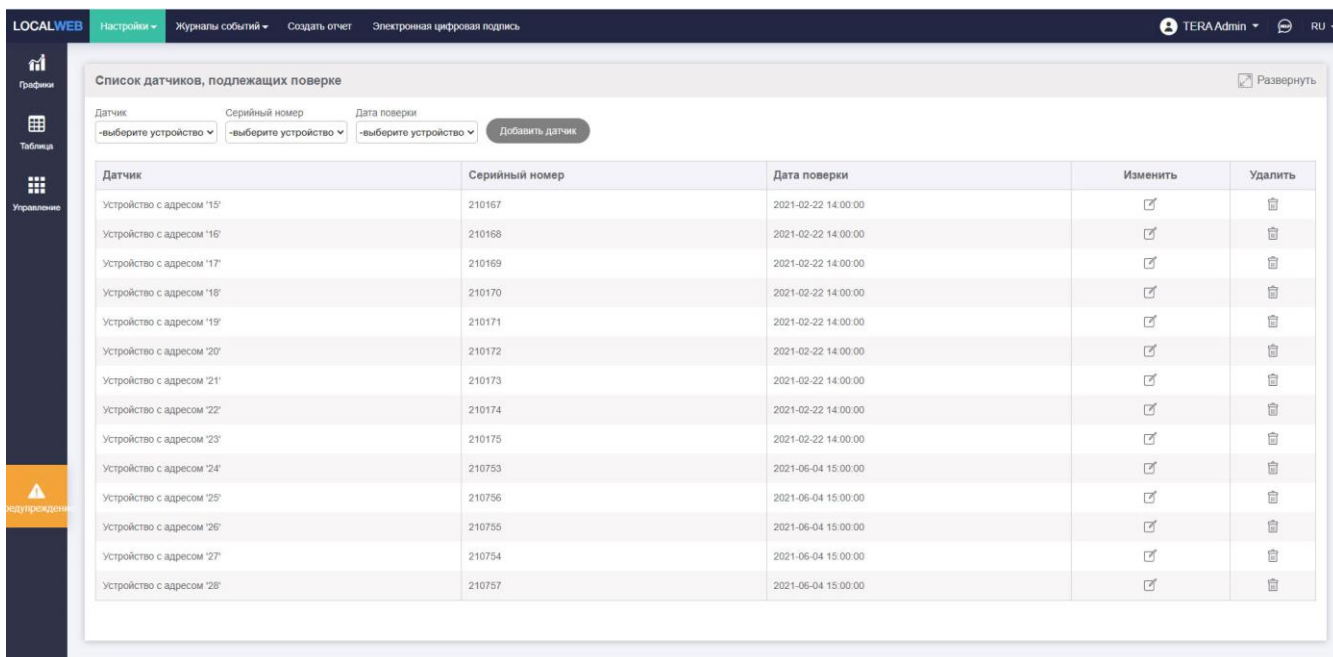 LOCALWEB Настройки Журналы событий Создать отчет Электронная цифровая подпись TERA Admin RU
Графики
Таблица
Управление
редупреждени
Список датчиков, подлежащих поверке Развернуть
Датчик Серийный номер Дата поверки
-выберите устройство -выберите устройство -выберите устройство Добавить датчик
Датчик Серийный номер Дата поверки Изменить Удалить
Устройство с адресом '15' 210167 2021-02-22 14:00:00
Устройство с адресом '16' 210168 2021-02-22 14:00:00
Устройство с адресом '17' 210169 2021-02-22 14:00:00
Устройство с адресом '18' 210170 2021-02-22 14:00:00
Устройство с адресом '19' 210171 2021-02-22 14:00:00
Устройство с адресом '20' 210172 2021-02-22 14:00:00
Устройство с адресом '21' 210173 2021-02-22 14:00:00
Устройство с адресом '22' 210174 2021-02-22 14:00:00
Устройство с адресом '23' 210175 2021-02-22 14:00:00
Устройство с адресом '24' 210753 2021-06-04 15:00:00
Устройство с адресом '25' 210756 2021-06-04 15:00:00
Устройство с адресом '26' 210755 2021-06-04 15:00:00
Устройство с адресом '27' 210754 2021-06-04 15:00:00
Устройство с адресом '28' 210757 2021-06-04 15:00:00